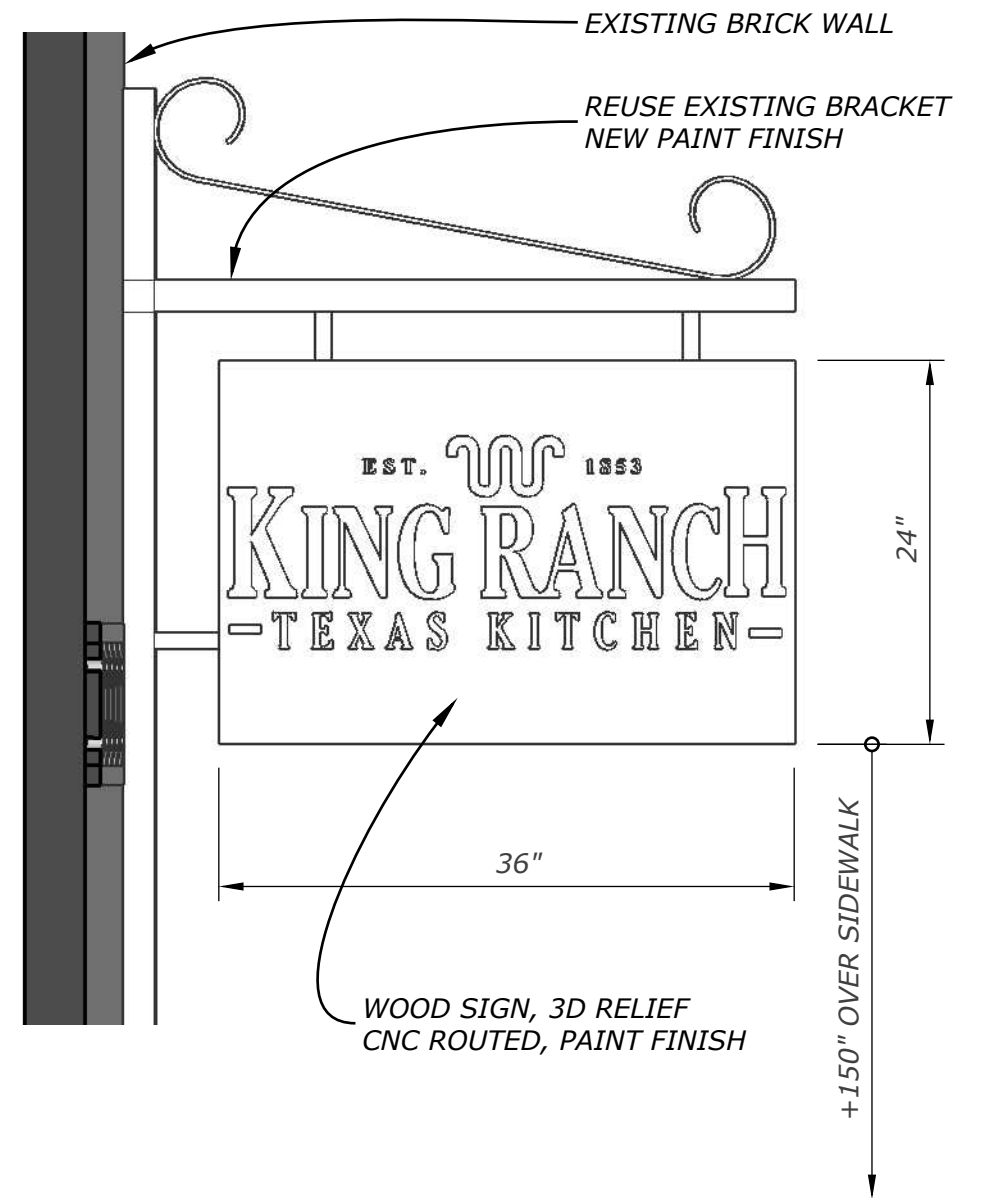 EXISTING BRICK WALL
REUSE EXISTING BRACKET
NEW PAINT FINISH
EST. 1853
KING RANCH
-TEXAS KITCHEN-
24"
36"
+150" OVER SIDEWALK
WOOD SIGN, 3D RELIEF
CNC ROUTED, PAINT FINISH